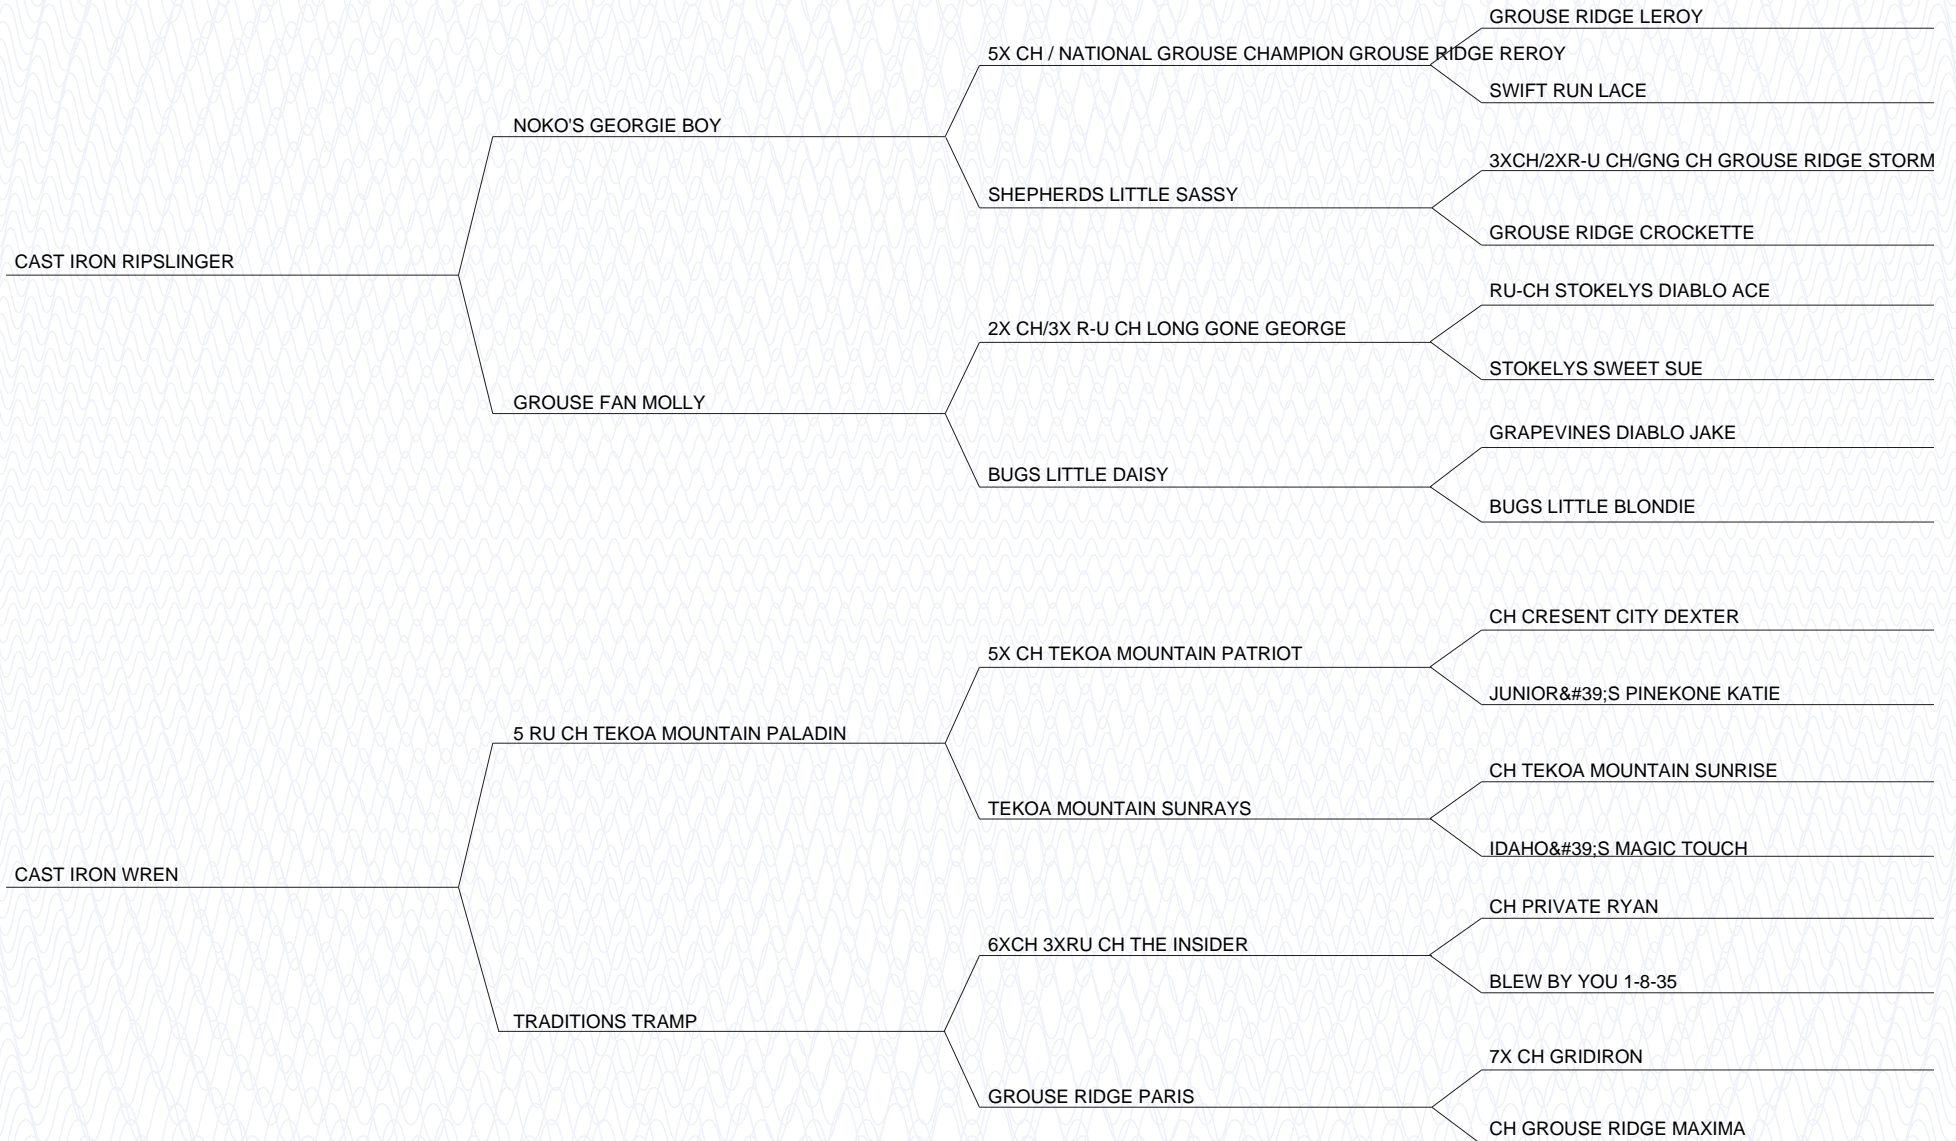 GROUSE RIDGE LEROY
5X CH / NATIONAL GROUSE CHAMPION GROUSE RIDGE REROY
SWIFT RUN LACE
NOKO'S GEORGIE BOY
3XCH/2XR-U CH/GNG CH GROUSE RIDGE STORM
SHEPHERDS LITTLE SASSY
GROUSE RIDGE CROCKETTE
CAST IRON RIPSLINGER
RU-CH STOKELYS DIABLO ACE
2X CH/3X R-U CH LONG GONE GEORGE
STOKELYS SWEET SUE
GROUSE FAN MOLLY
GRAPEVINES DIABLO JAKE
BUGS LITTLE DAISY
BUGS LITTLE BLONDIE
CH CRESENT CITY DEXTER
5X CH TEKOA MOUNTAIN PATRIOT
JUNIOR&#39;S PINEKONE KATIE
5 RU CH TEKOA MOUNTAIN PALADIN
CH TEKOA MOUNTAIN SUNRISE
TEKOA MOUNTAIN SUNRAYS
IDAHO&#39;S MAGIC TOUCH
CAST IRON WREN
CH PRIVATE RYAN
6XCH 3XRU CH THE INSIDER
BLEW BY YOU 1-8-35
TRADITIONS TRAMP
7X CH GRIDIRON
GROUSE RIDGE PARIS
CH GROUSE RIDGE MAXIMA